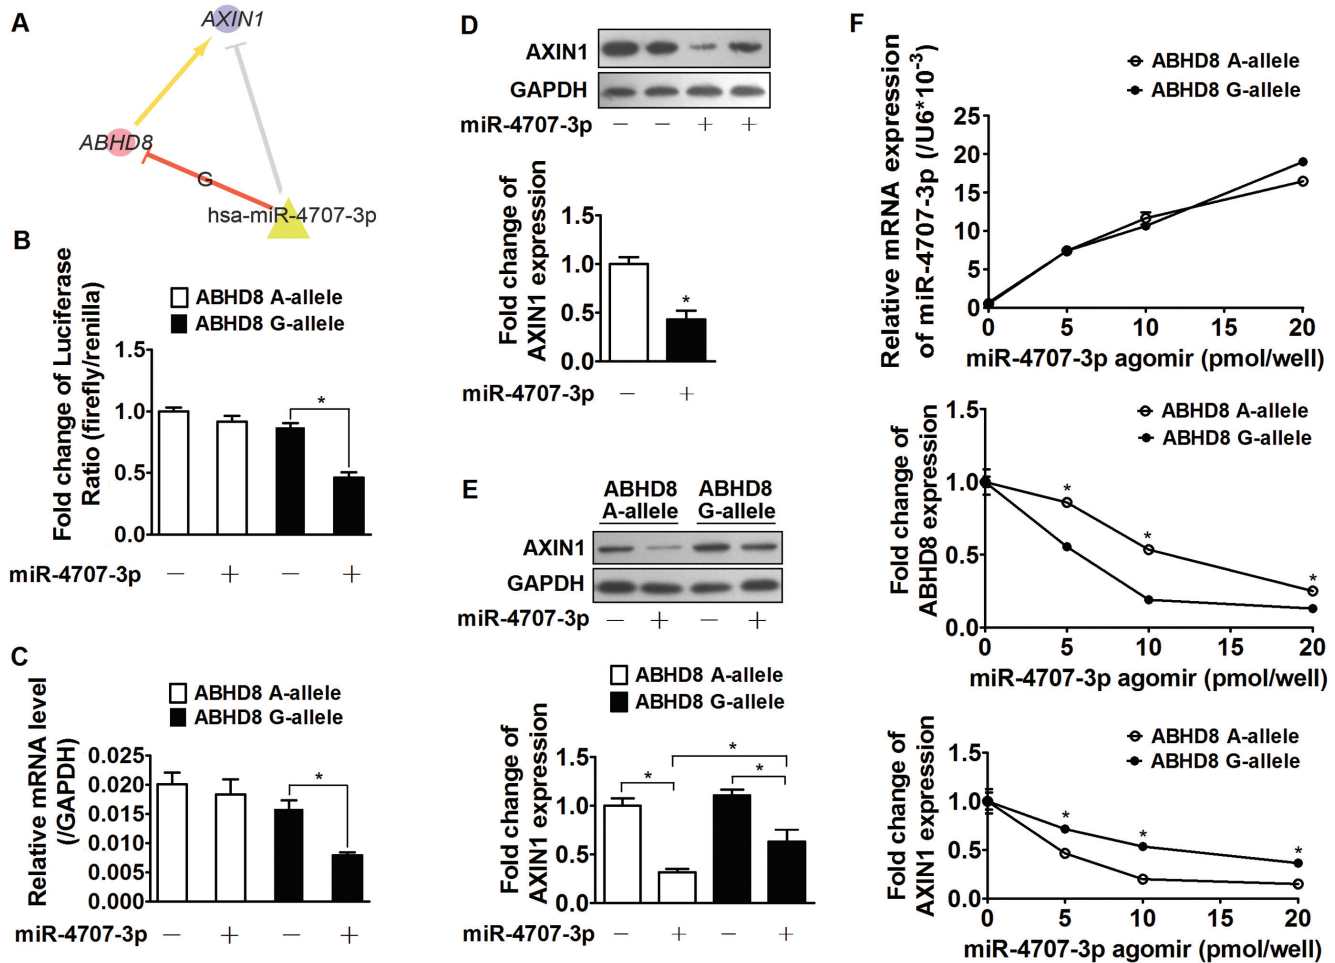 A
AXIN1
ABHD8
G
hsa-miR-4707-3p
B
ABHD8 A-allele
ABHD8 G-allele
Fold change of Luciferase
Ratio (firefly/renilla)
1.5
1.0
0.5
0.0
*
miR-4707-3p
— + — +
C
ABHD8 A-allele
ABHD8 G-allele
Relative mRNA level
(/GAPDH)
0.025
0.020
0.015
0.010
0.005
0.000
*
miR-4707-3p
— + — +
D
AXIN1
GAPDH
miR-4707-3p
— — + +
Fold change of
AXIN1 expression
1.5
1.0
0.5
0.0
*
miR-4707-3p
— +
E
ABHD8 ABHD8
A-allele G-allele
AXIN1
GAPDH
miR-4707-3p
— + — +
ABHD8 A-allele
ABHD8 G-allele
Fold change of
AXIN1 expression
1.5
1.0
0.5
0.0
*
* *
miR-4707-3p
— + — +
F
ABHD8 A-allele
ABHD8 G-allele
Relative mRNA expression
of miR-4707-3p (/U6*10⁻³)
25
20
15
10
5
0
0 5 10 15 20
miR-4707-3p agomir (pmol/well)
ABHD8 A-allele
ABHD8 G-allele
Fold change of
ABHD8 expression
1.5
1.0
0.5
0.0
* * *
0 5 10 15 20
miR-4707-3p agomir (pmol/well)
ABHD8 A-allele
ABHD8 G-allele
Fold change of
AXIN1 expression
1.5
1.0
0.5
0.0
* * *
0 5 10 15 20
miR-4707-3p agomir (pmol/well)